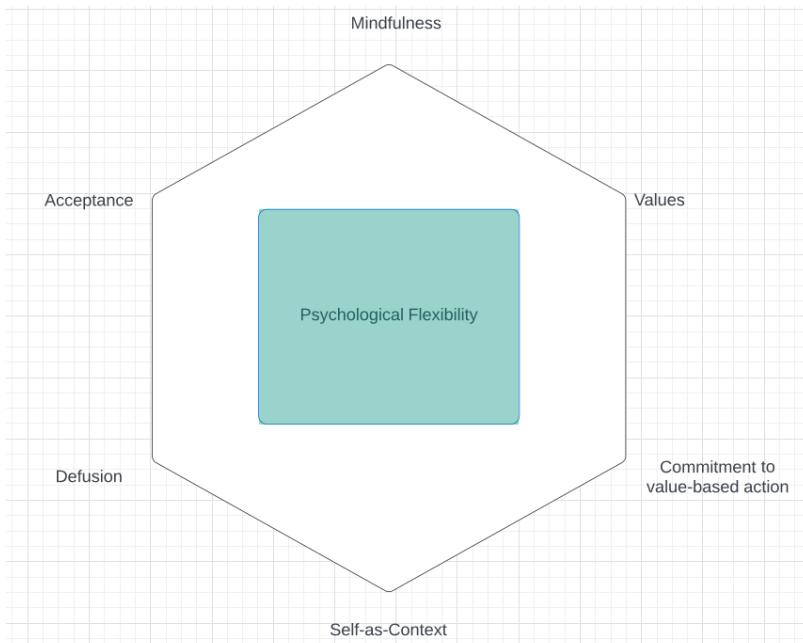 Mindfulness
Acceptance
Values
Psychological Flexibility
Defusion
Commitment to
value-based action
Self-as-Context